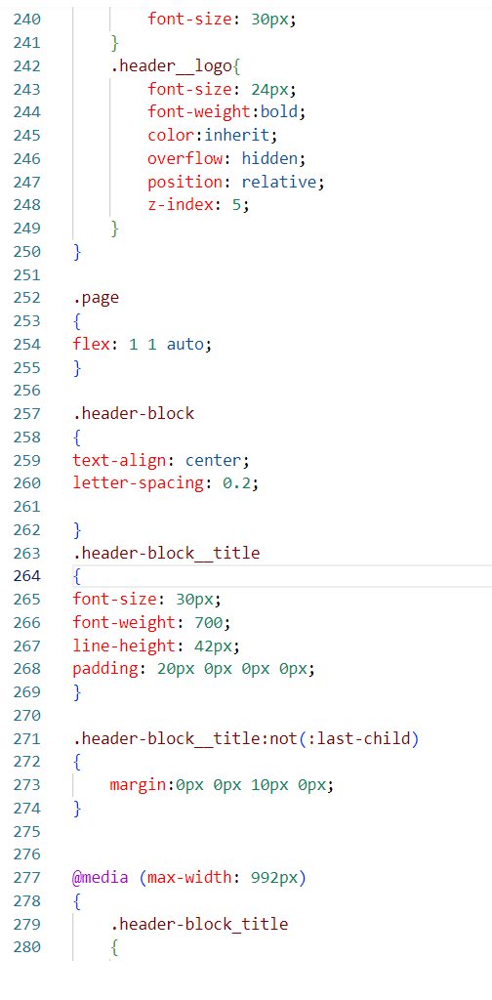 240 font-size: 30px;
241 }
242 .header__logo{
243 font-size: 24px;
244 font-weight:bold;
245 color:inherit;
246 overflow: hidden;
247 position: relative;
248 z-index: 5;
249 }
250 }
251
252 .page
253 {
254 flex: 1 1 auto;
255 }
256
257 .header-block
258 {
259 text-align: center;
260 letter-spacing: 0.2;
261
262 }
263 .header-block__title
264 {
265 font-size: 30px;
266 font-weight: 700;
267 line-height: 42px;
268 padding: 20px 0px 0px 0px;
269 }
270
271 .header-block__title:not(:last-child)
272 {
273 margin:0px 0px 10px 0px;
274 }
275
276
277 @media (max-width: 992px)
278 {
279 .header-block_title
280 {